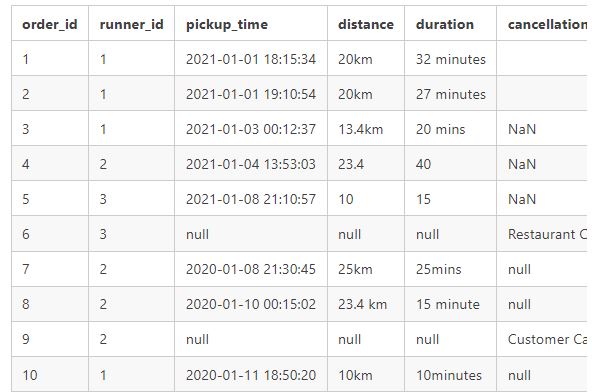 order_id runner_id pickup_time distance duration cancellation
1 1 2021-01-01 18:15:34 20km 32 minutes
2 1 2021-01-01 19:10:54 20km 27 minutes
3 1 2021-01-03 00:12:37 13.4km 20 mins NaN
4 2 2021-01-04 13:53:03 23.4 40 NaN
5 3 2021-01-08 21:10:57 10 15 NaN
6 3 null null null Restaurant C
7 2 2020-01-08 21:30:45 25km 25mins null
8 2 2020-01-10 00:15:02 23.4 km 15 minute null
9 2 null null null Customer Ca
10 1 2020-01-11 18:50:20 10km 10minutes null